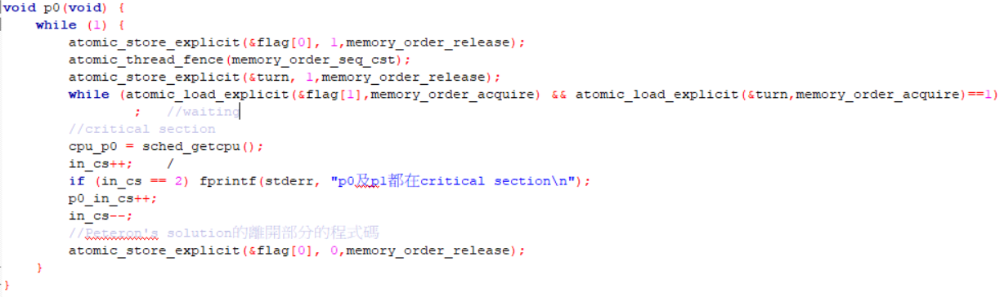 void p0(void) {
while (1) {
atomic_store_explicit(&flag[0], 1,memory_order_release);
atomic_thread_fence(memory_order_seq_cst);
atomic_store_explicit(&turn, 1,memory_order_release);
while (atomic_load_explicit(&flag[1],memory_order_acquire) && atomic_load_explicit(&turn,memory_order_acquire)==1)
; //waiting
//critical section
cpu_p0 = sched_getcpu();
in_cs++; /
if (in_cs == 2) fprintf(stderr, "p0及p1都在critical section\n");
p0_in_cs++;
in_cs--;
//Peteron's solution的離開部分的程式碼
atomic_store_explicit(&flag[0], 0,memory_order_release);
}
}